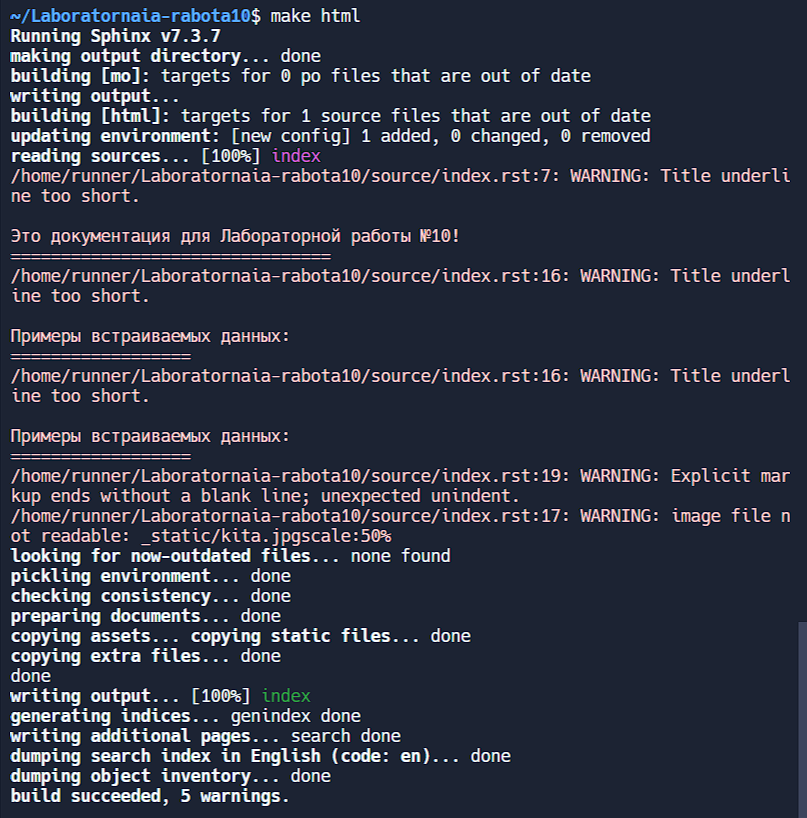 ~/Laboratornaia-rabota10$ make html
Running Sphinx v7.3.7
making output directory... done
building [mo]: targets for 0 po files that are out of date
writing output...
building [html]: targets for 1 source files that are out of date
updating environment: [new config] 1 added, 0 changed, 0 removed
reading sources... [100%] index
/home/runner/Laboratornaia-rabota10/source/index.rst:7: WARNING: Title underli
ne too short.
Это документация для Лабораторной работы №10!
================================
/home/runner/Laboratornaia-rabota10/source/index.rst:16: WARNING: Title underl
ine too short.
Примеры встраиваемых данных:
==================
/home/runner/Laboratornaia-rabota10/source/index.rst:16: WARNING: Title underl
ine too short.
Примеры встраиваемых данных:
==================
/home/runner/Laboratornaia-rabota10/source/index.rst:19: WARNING: Explicit mar
kup ends without a blank line; unexpected unindent.
/home/runner/Laboratornaia-rabota10/source/index.rst:17: WARNING: image file n
ot readable: _static/kita.jpgscale:50%
looking for now-outdated files... none found
pickling environment... done
checking consistency... done
preparing documents... done
copying assets... copying static files... done
copying extra files... done
done
writing output... [100%] index
generating indices... genindex done
writing additional pages... search done
dumping search index in English (code: en)... done
dumping object inventory... done
build succeeded, 5 warnings.